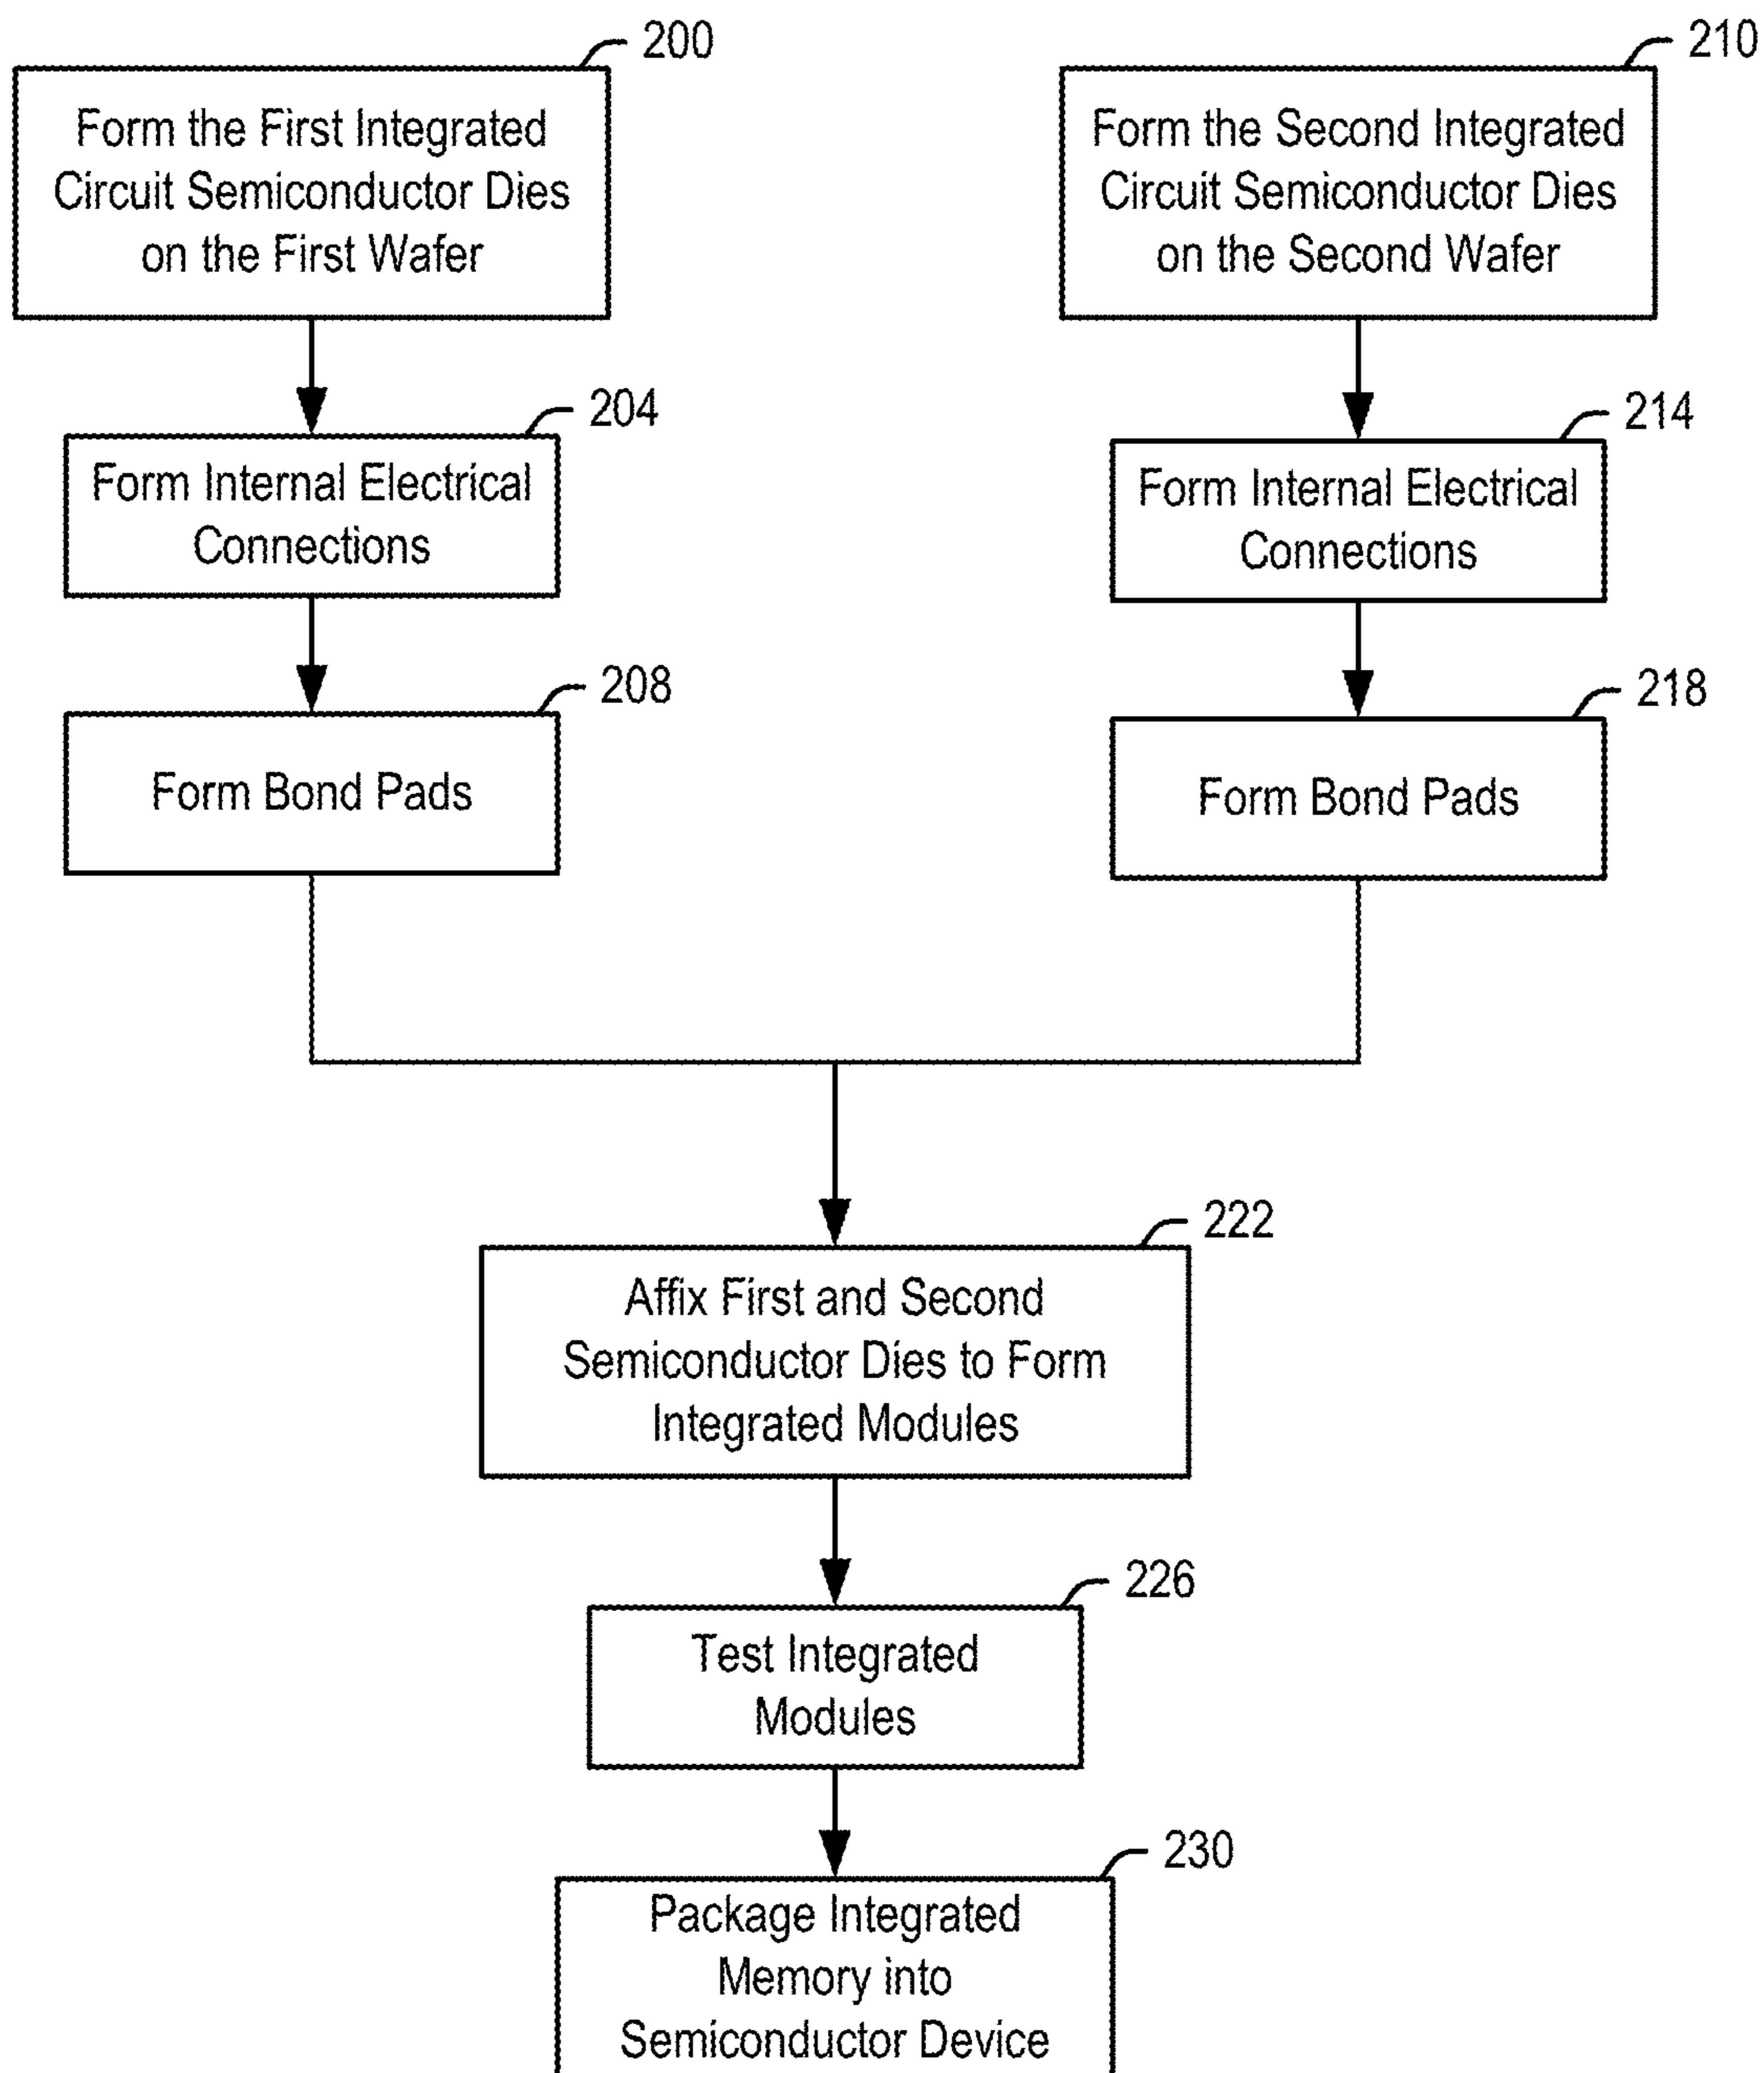 200
Form the First Integrated
Circuit Semiconductor Dies
on the First Wafer
204
Form Internal Electrical
Connections
208
Form Bond Pads
210
Form the Second Integrated
Circuit Semiconductor Dies
on the Second Wafer
214
Form Internal Electrical
Connections
218
Form Bond Pads
222
Affix First and Second
Semiconductor Dies to Form
Integrated Modules
226
Test Integrated
Modules
230
Package Integrated
Memory into
Semiconductor Device